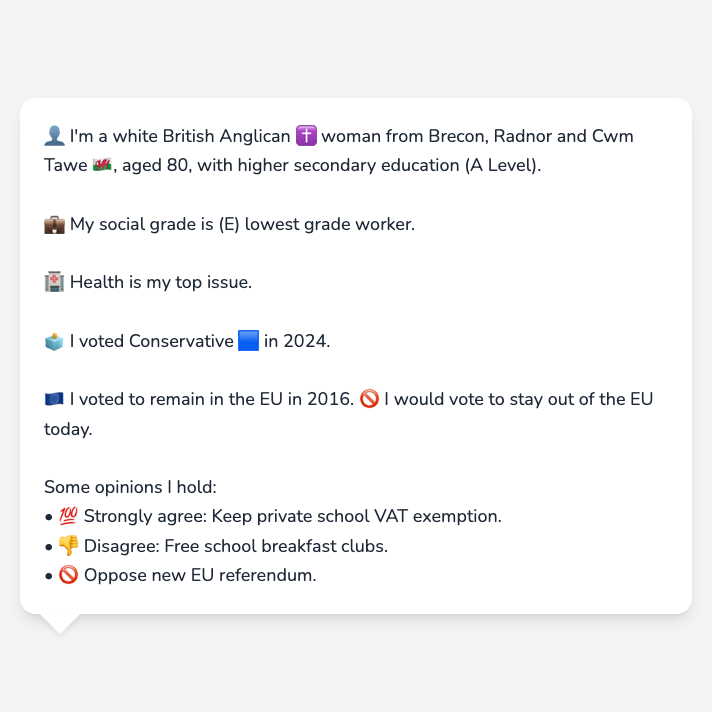 👤 I'm a white British Anglican ✝️ woman from Brecon, Radnor and Cwm
Tawe 🏴󠁧󠁢󠁷󠁬󠁳󠁿, aged 80, with higher secondary education (A Level).
💼 My social grade is (E) lowest grade worker.
🏥 Health is my top issue.
🗳️ I voted Conservative 🟦 in 2024.
🇪🇺 I voted to remain in the EU in 2016. 🚫 I would vote to stay out of the EU
today.
Some opinions I hold:
• 💯 Strongly agree: Keep private school VAT exemption.
• 👎 Disagree: Free school breakfast clubs.
• 🚫 Oppose new EU referendum.